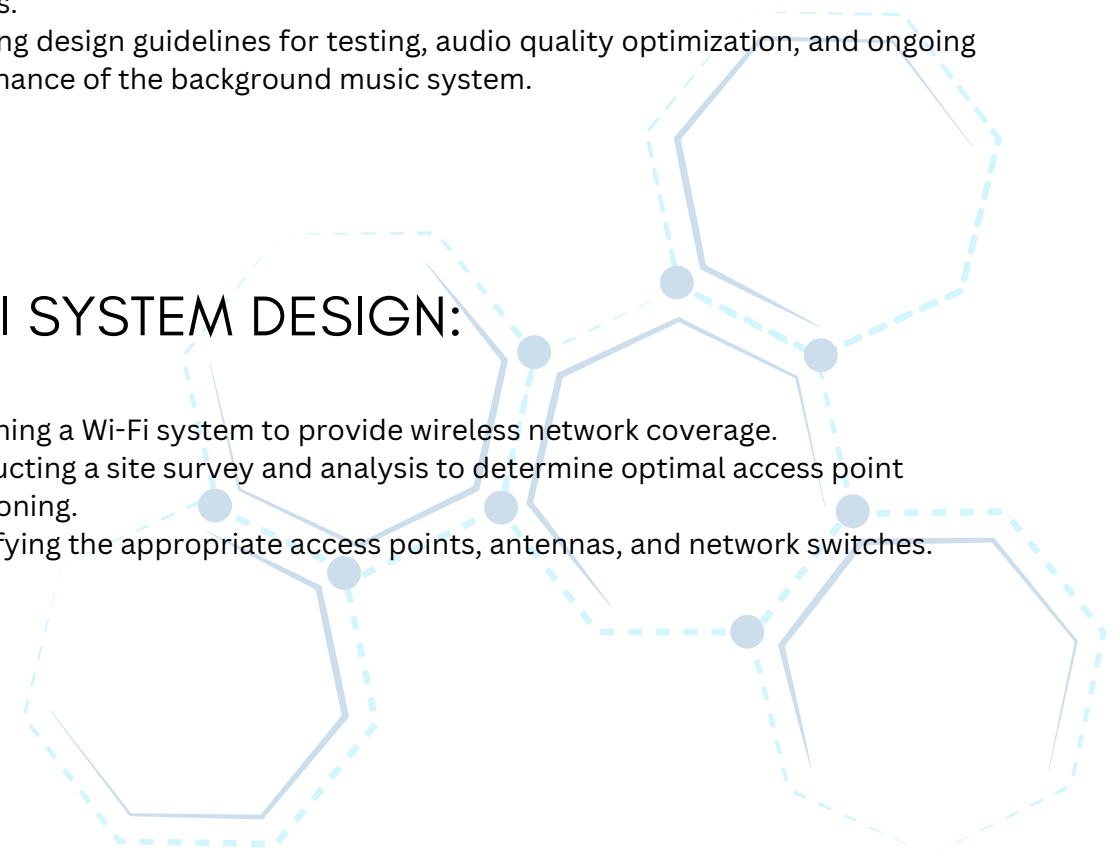 s.
ng design guidelines for testing, audio quality optimization, and ongoing
nance of the background music system.
I SYSTEM DESIGN:
ning a Wi-Fi system to provide wireless network coverage.
ucting a site survey and analysis to determine optimal access point
oning.
fying the appropriate access points, antennas, and network switches.